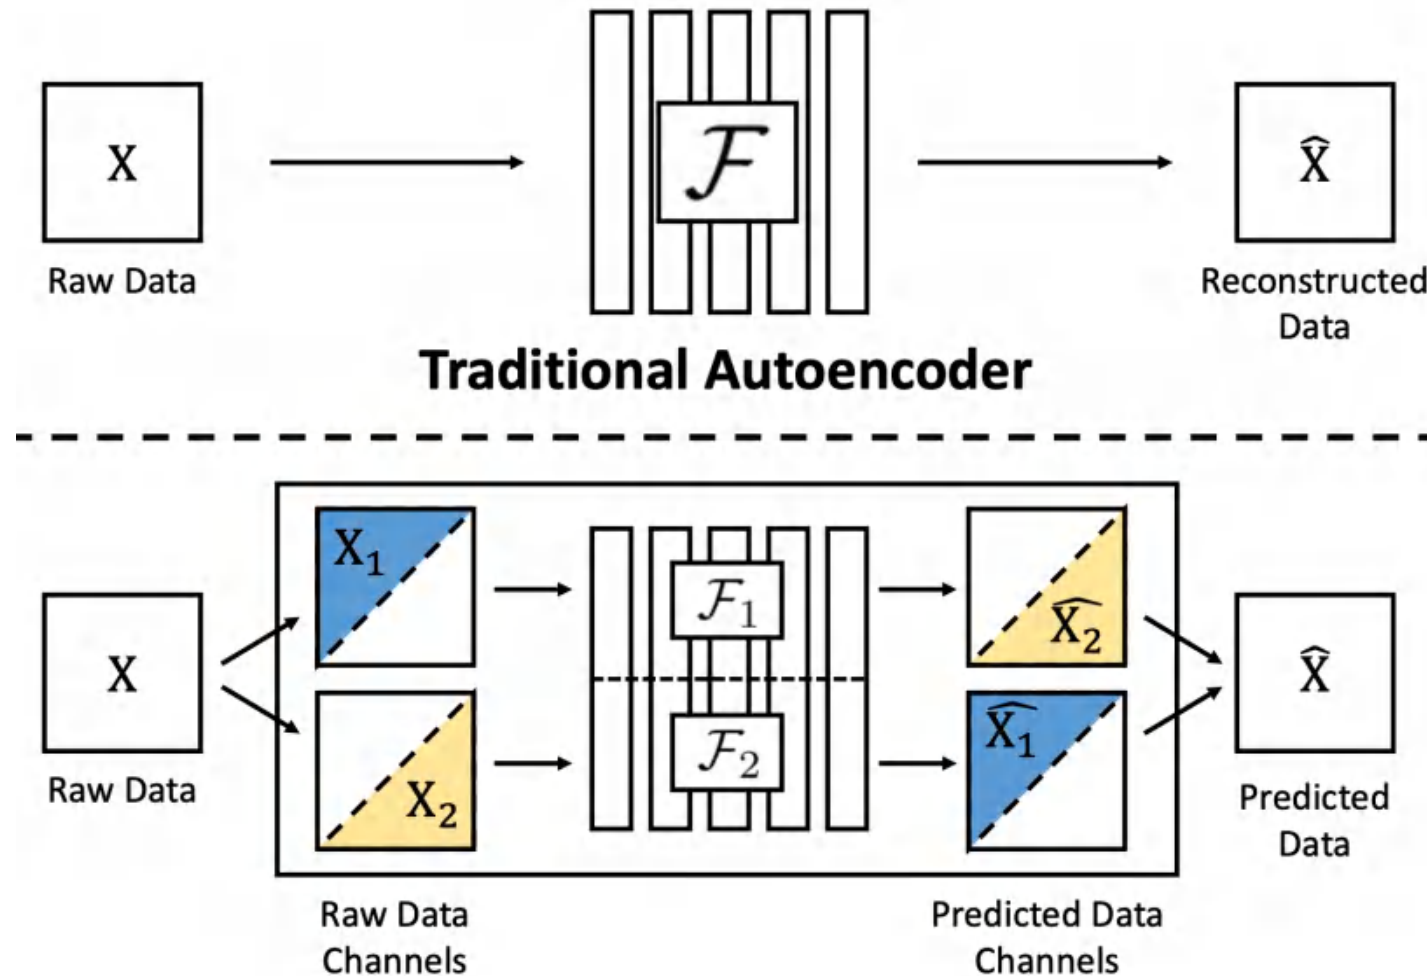 X
Raw Data
ℱ
X̂
Reconstructed
Data
Traditional Autoencoder
X
Raw Data
X₁
X₂
Raw Data
Channels
ℱ₁
ℱ₂
X̂₂
X̂₁
Predicted Data
Channels
X̂
Predicted
Data